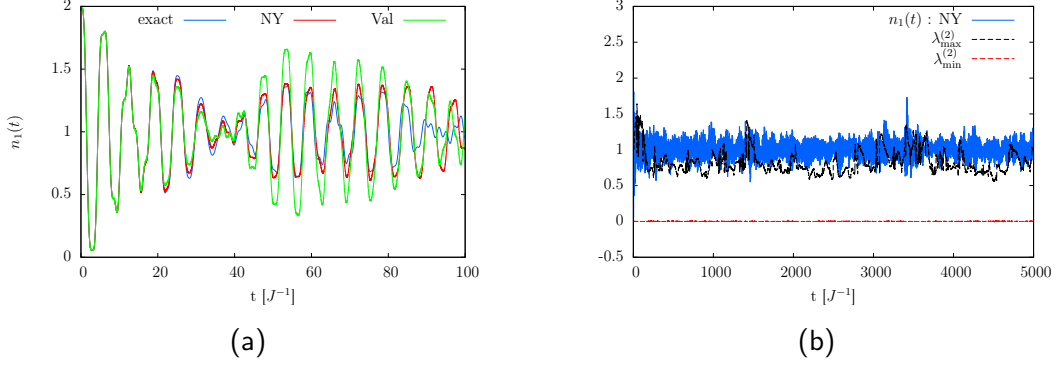 exact NY Val
2
1.5
1
0.5
0
n₁(t)
0 20 40 60 80 100
t [J⁻¹]
(a)
n₁(t) : NY
λ⁽²⁾max
λ⁽²⁾min
3
2.5
2
1.5
1
0.5
0
-0.5
0 1000 2000 3000 4000 5000
t [J⁻¹]
(b)